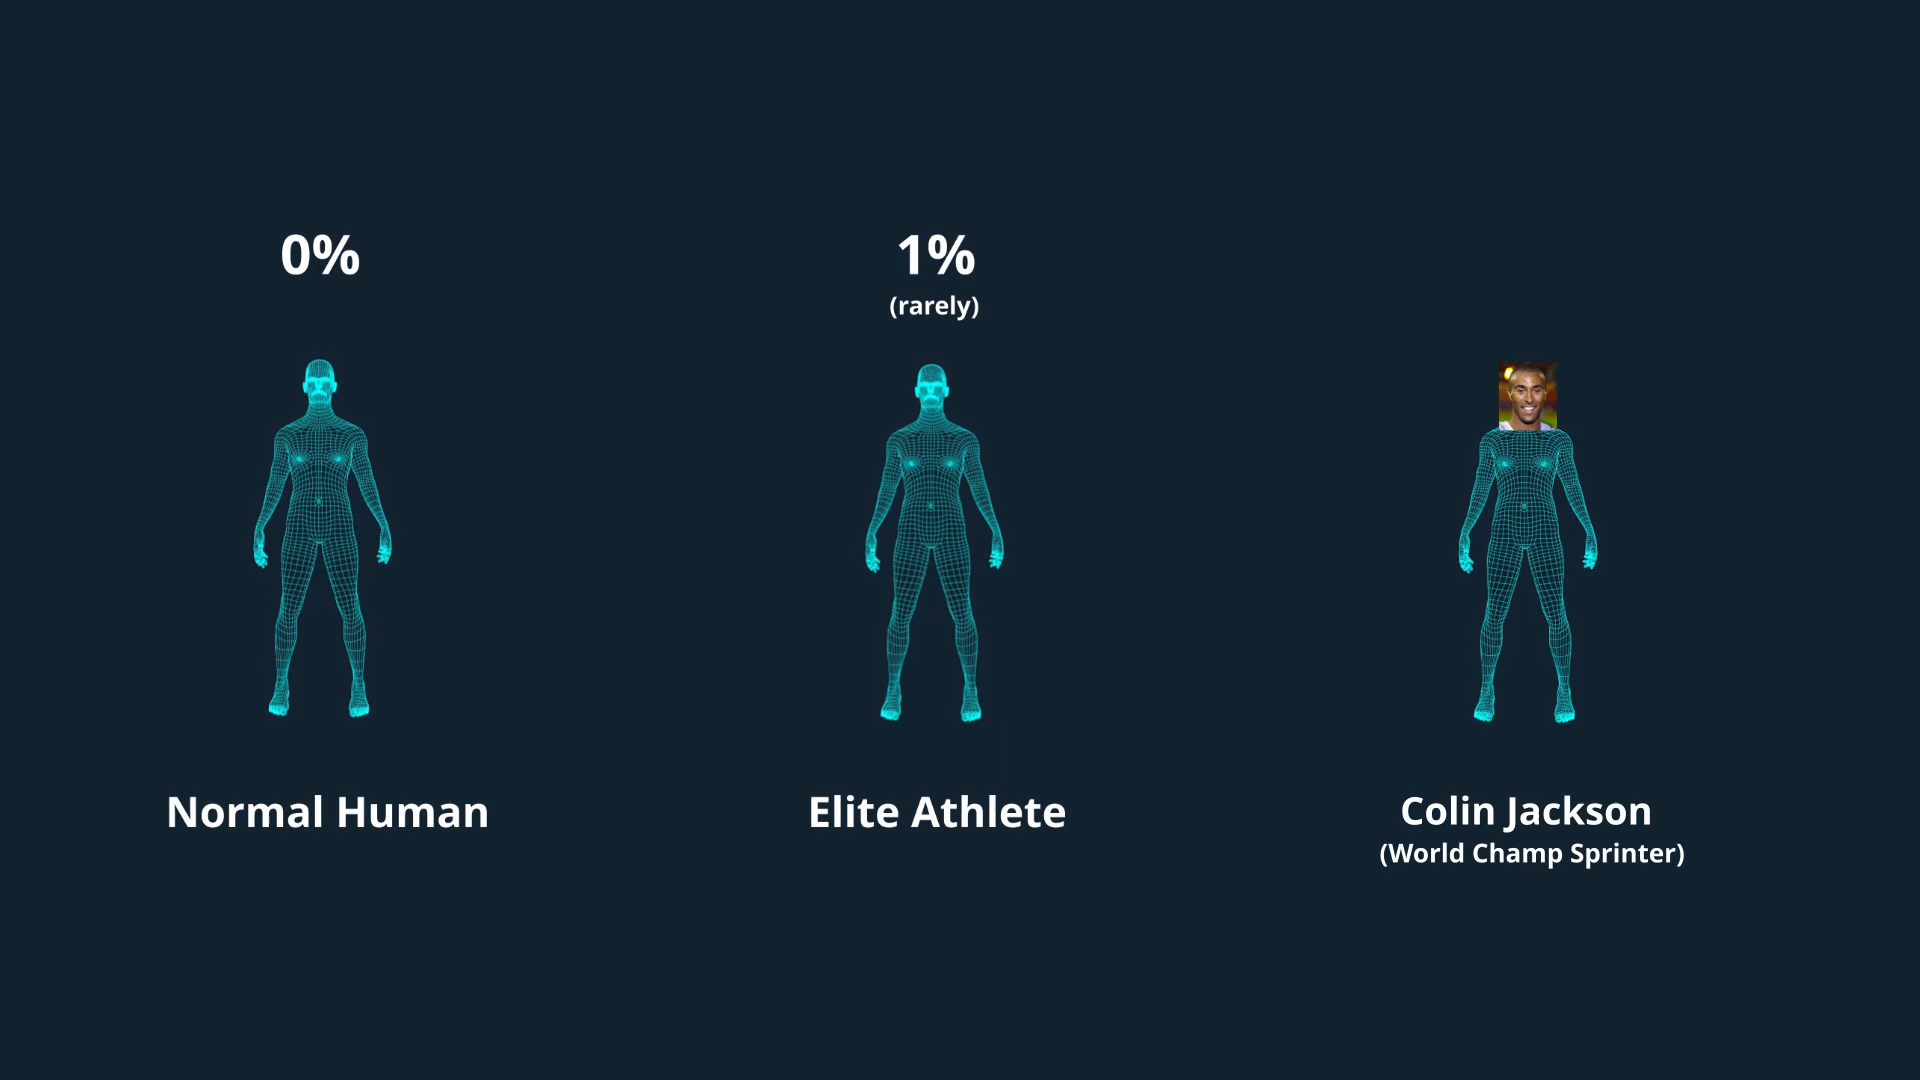 0%
1%
(rarely)
Normal Human
Elite Athlete
Colin Jackson
(World Champ Sprinter)